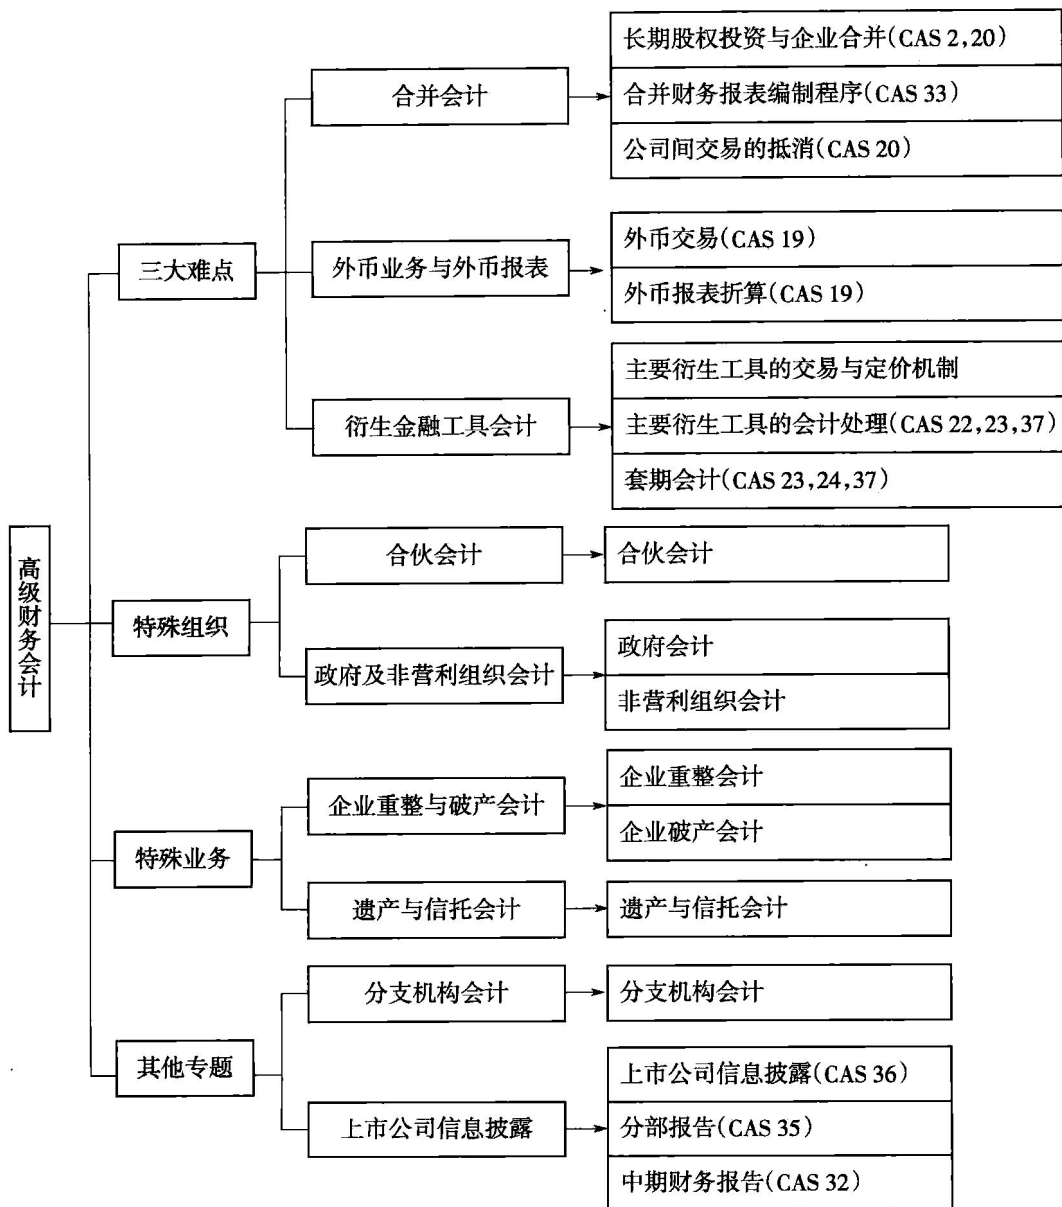 高级财务会计
三大难点
合并会计
长期股权投资与企业合并(CAS 2,20)
合并财务报表编制程序(CAS 33)
公司间交易的抵消(CAS 20)
外币业务与外币报表
外币交易(CAS 19)
外币报表折算(CAS 19)
衍生金融工具会计
主要衍生工具的交易与定价机制
主要衍生工具的会计处理(CAS 22,23,37)
套期会计(CAS 23,24,37)
特殊组织
合伙会计
合伙会计
政府及非营利组织会计
政府会计
非营利组织会计
特殊业务
企业重整与破产会计
企业重整会计
企业破产会计
遗产与信托会计
遗产与信托会计
其他专题
分支机构会计
分支机构会计
上市公司信息披露
上市公司信息披露(CAS 36)
分部报告(CAS 35)
中期财务报告(CAS 32)